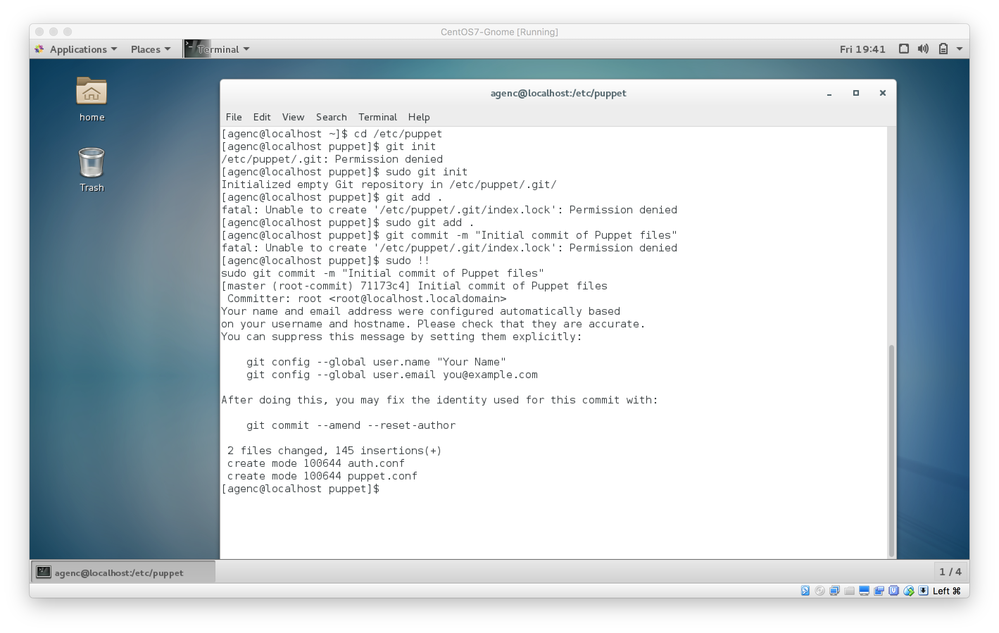 CentOS7-Gnome [Running]
Applications Places Terminal Fri 19:41
home
Trash
agenc@localhost:/etc/puppet
File Edit View Search Terminal Help
[agenc@localhost ~]$ cd /etc/puppet
[agenc@localhost puppet]$ git init
/etc/puppet/.git: Permission denied
[agenc@localhost puppet]$ sudo git init
Initialized empty Git repository in /etc/puppet/.git/
[agenc@localhost puppet]$ git add .
fatal: Unable to create '/etc/puppet/.git/index.lock': Permission denied
[agenc@localhost puppet]$ sudo git add .
[agenc@localhost puppet]$ git commit -m "Initial commit of Puppet files"
fatal: Unable to create '/etc/puppet/.git/index.lock': Permission denied
[agenc@localhost puppet]$ sudo !!
sudo git commit -m "Initial commit of Puppet files"
[master (root-commit) 71173c4] Initial commit of Puppet files
 Committer: root <root@localhost.localdomain>
Your name and email address were configured automatically based
on your username and hostname. Please check that they are accurate.
You can suppress this message by setting them explicitly:
    git config --global user.name "Your Name"
    git config --global user.email you@example.com
After doing this, you may fix the identity used for this commit with:
    git commit --amend --reset-author
 2 files changed, 145 insertions(+)
 create mode 100644 auth.conf
 create mode 100644 puppet.conf
[agenc@localhost puppet]$
agenc@localhost:/etc/puppet
1 / 4
Left ⌘